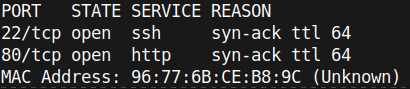 PORT   STATE SERVICE REASON
22/tcp open  ssh     syn-ack ttl 64
80/tcp open  http    syn-ack ttl 64
MAC Address: 96:77:6B:CE:B8:9C (Unknown)